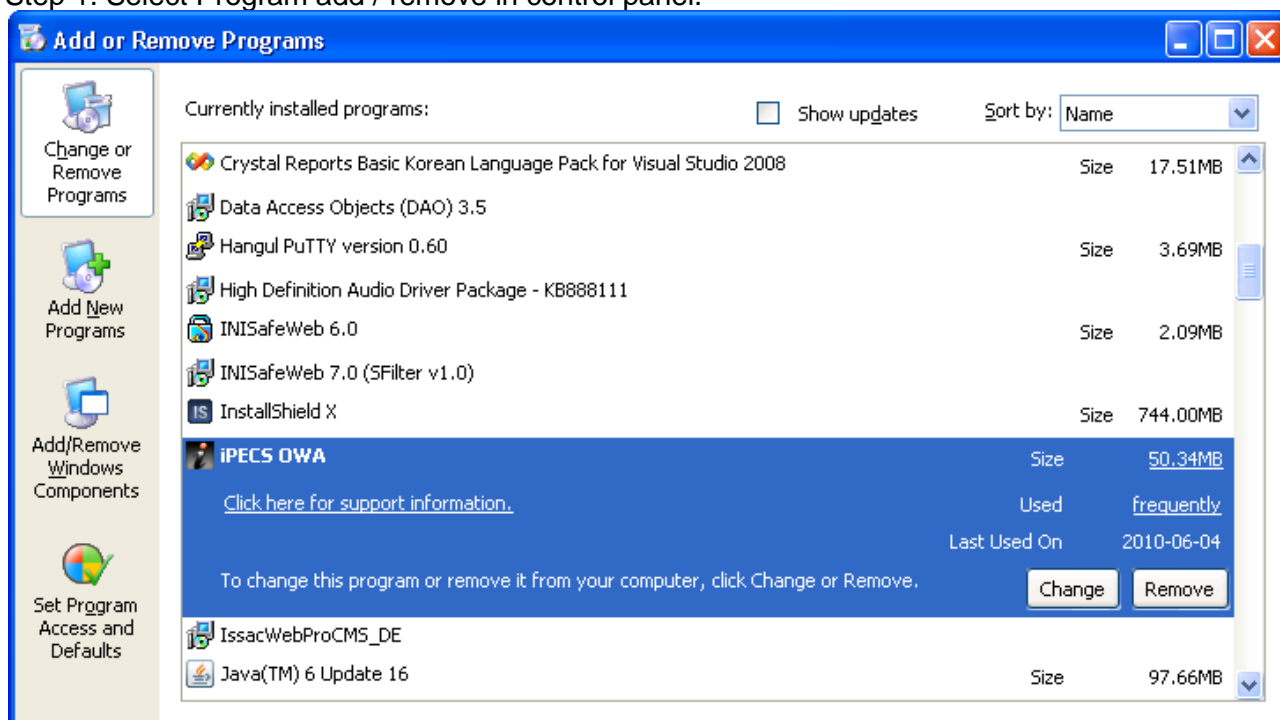 Step 1. Select Program add / remove in control panel.
Add or Remove Programs
Change or
Remove
Programs
Add New
Programs
Add/Remove
Windows
Components
Set Program
Access and
Defaults
Currently installed programs:
Show updates
Sort by: Name
Crystal Reports Basic Korean Language Pack for Visual Studio 2008 Size 17.51MB
Data Access Objects (DAO) 3.5
Hangul PuTTY version 0.60 Size 3.69MB
High Definition Audio Driver Package - KB888111
INISafeWeb 6.0 Size 2.09MB
INISafeWeb 7.0 (SFilter v1.0)
IS InstallShield X Size 744.00MB
iPECS OWA Size 50.34MB
Click here for support information. Used frequently
Last Used On 2010-06-04
To change this program or remove it from your computer, click Change or Remove. Change Remove
IssacWebProCMS_DE
Java(TM) 6 Update 16 Size 97.66MB